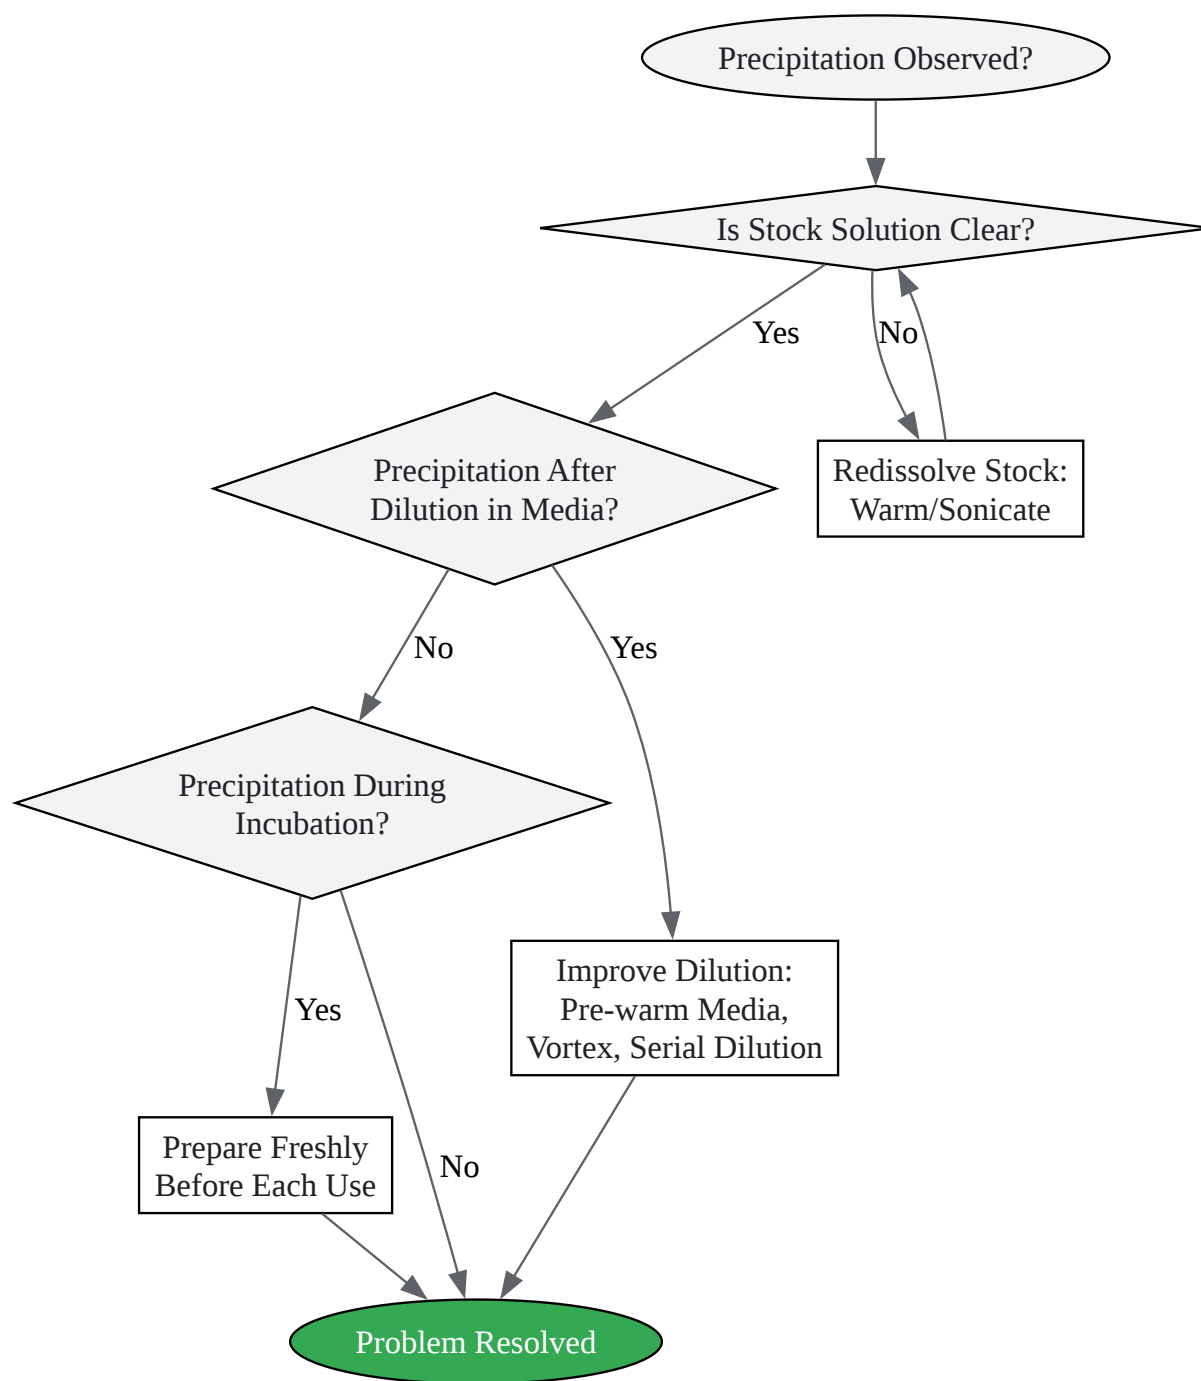 Precipitation Observed?
Is Stock Solution Clear?
Yes
No
Precipitation After
Dilution in Media?
Redissolve Stock:
Warm/Sonicate
No
Yes
Precipitation During
Incubation?
Improve Dilution:
Pre-warm Media,
Vortex, Serial Dilution
Yes
Prepare Freshly
Before Each Use
No
Problem Resolved